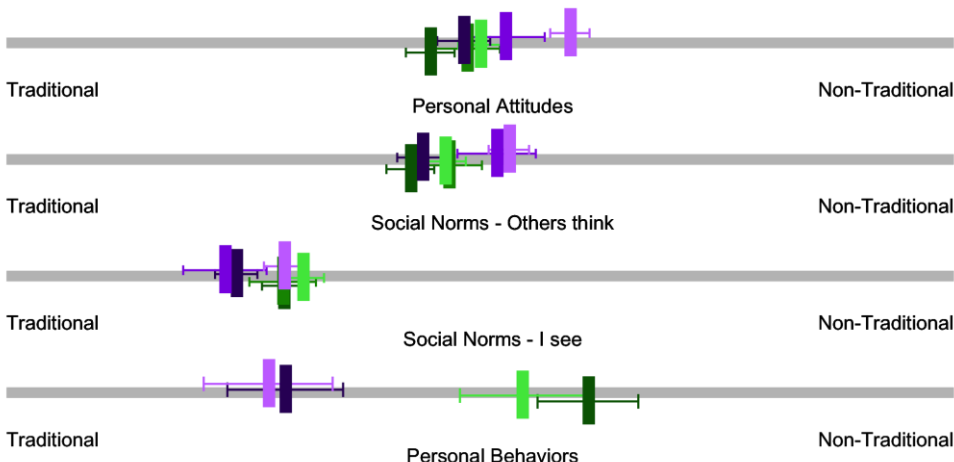 Traditional
Non-Traditional
Personal Attitudes
Traditional
Non-Traditional
Social Norms - Others think
Traditional
Non-Traditional
Social Norms - I see
Traditional
Non-Traditional
Personal Behaviors